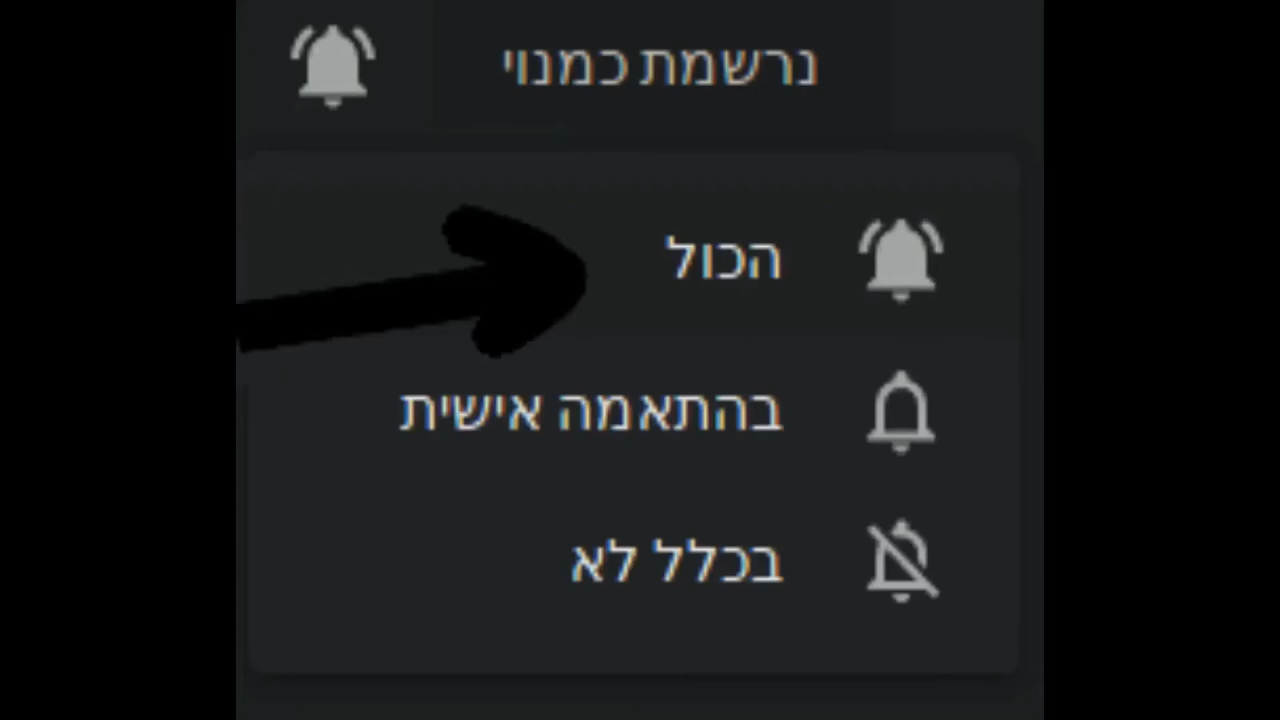 נרשמת כמנוי
הכול
בהתאמה אישית
בכלל לא